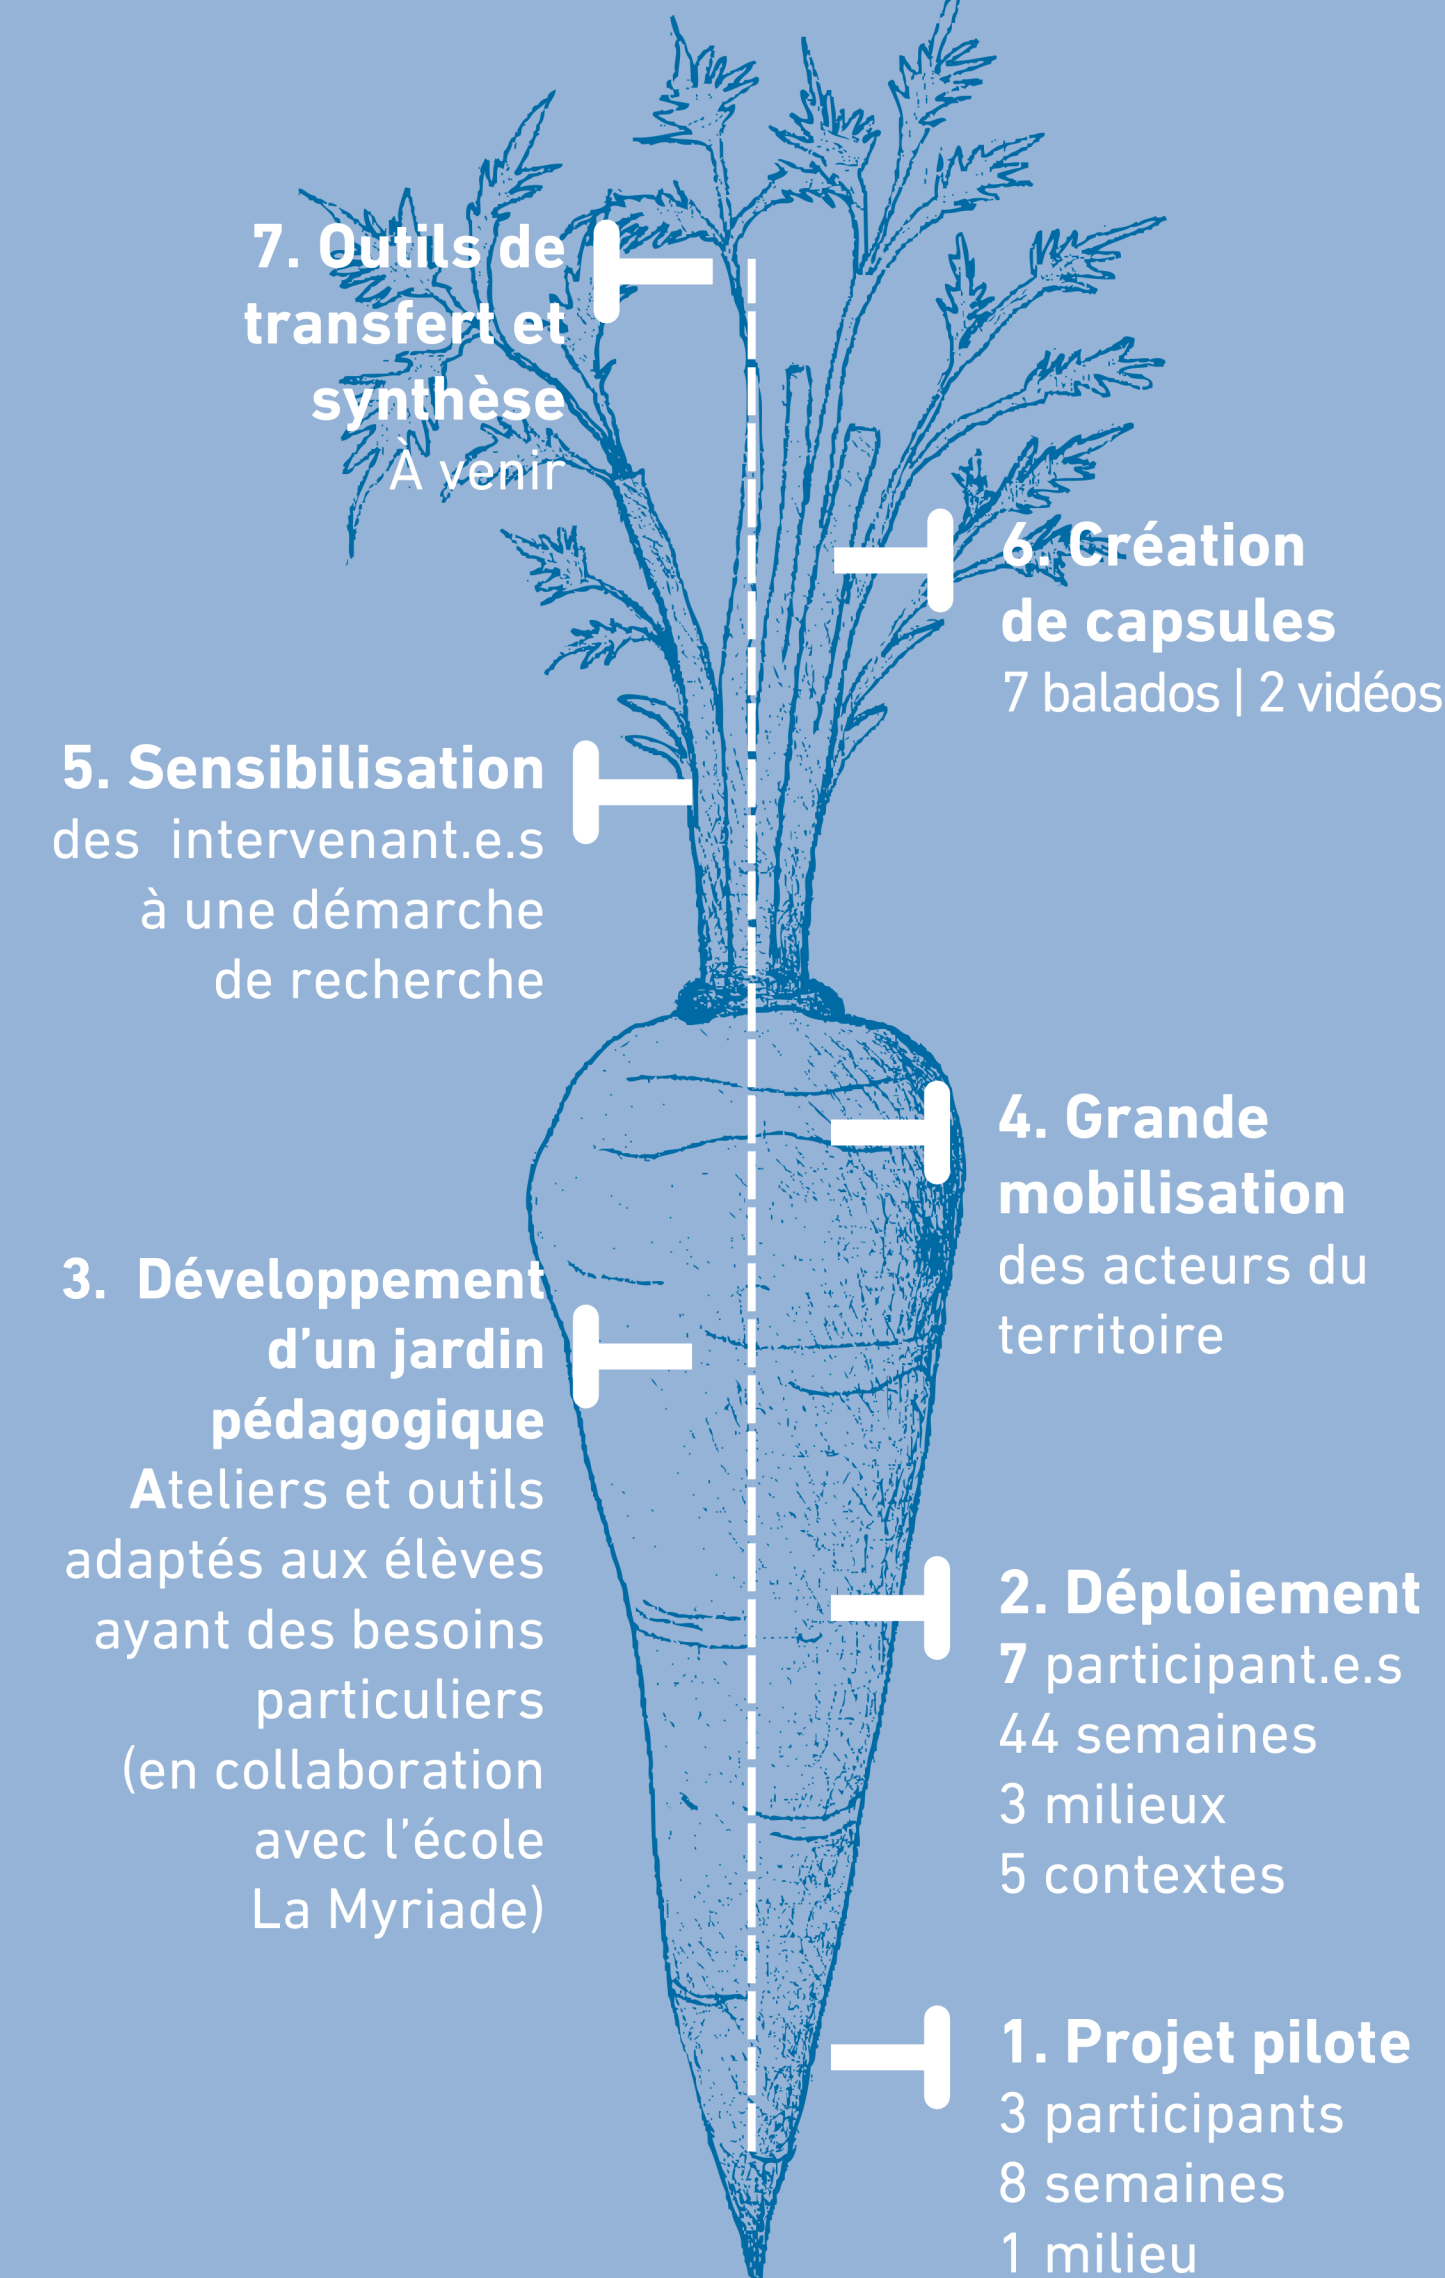 7. Outils de
transfert et
synthèse
À venir
6. Création
de capsules
7 balados | 2 vidéos
5. Sensibilisation
des intervenant.e.s
à une démarche
de recherche
4. Grande
mobilisation
des acteurs du
territoire
3. Développement
d’un jardin
pédagogique
Ateliers et outils
adaptés aux élèves
ayant des besoins
particuliers
(en collaboration
avec l’école
La Myriade)
2. Déploiement
7 participant.e.s
44 semaines
3 milieux
5 contextes
1. Projet pilote
3 participants
8 semaines
1 milieu